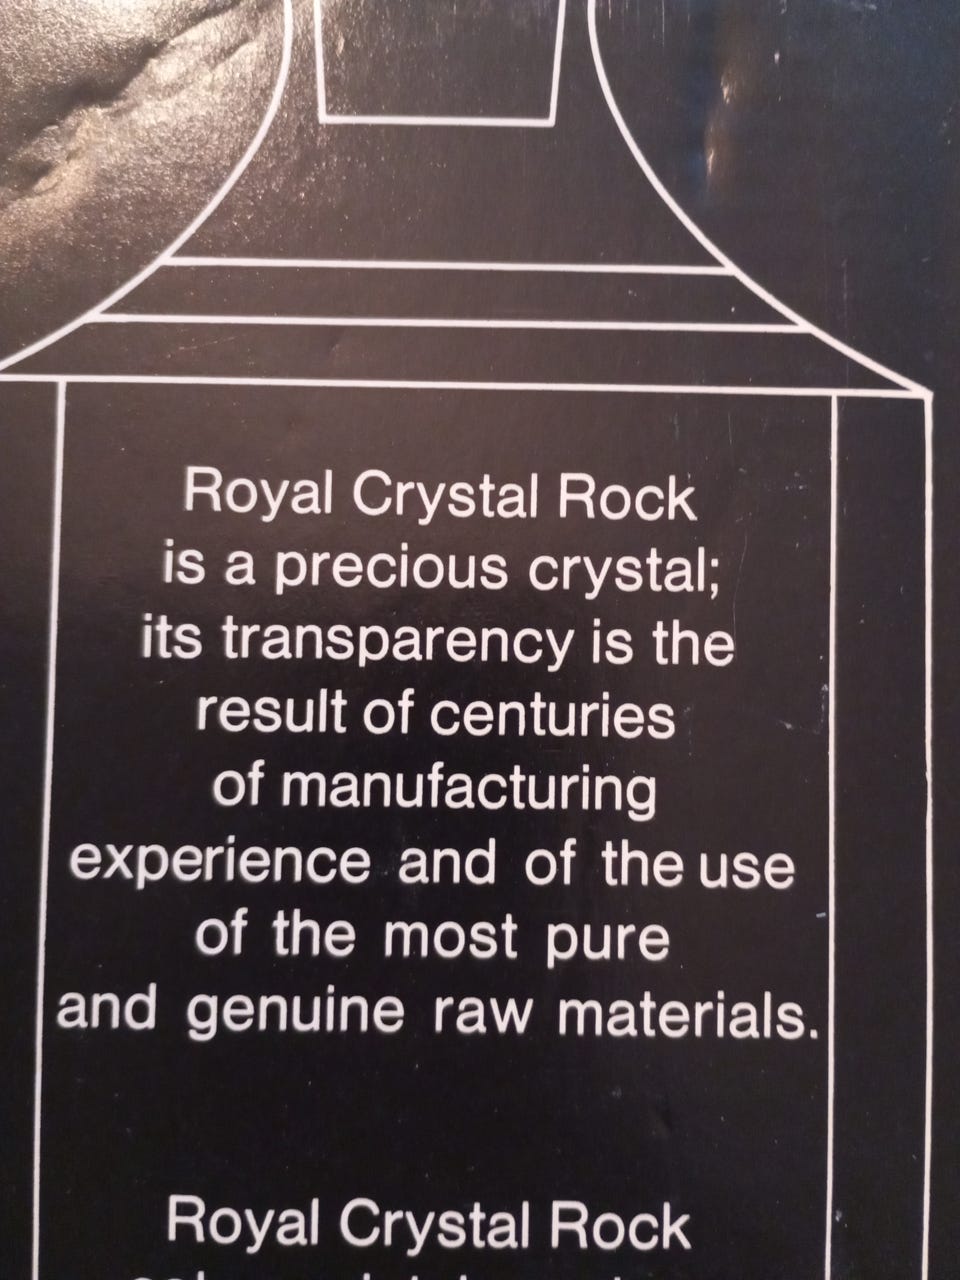 Royal Crystal Rock
is a precious crystal;
its transparency is the
result of centuries
of manufacturing
experience and of the use
of the most pure
and genuine raw materials.
Royal Crystal Rock